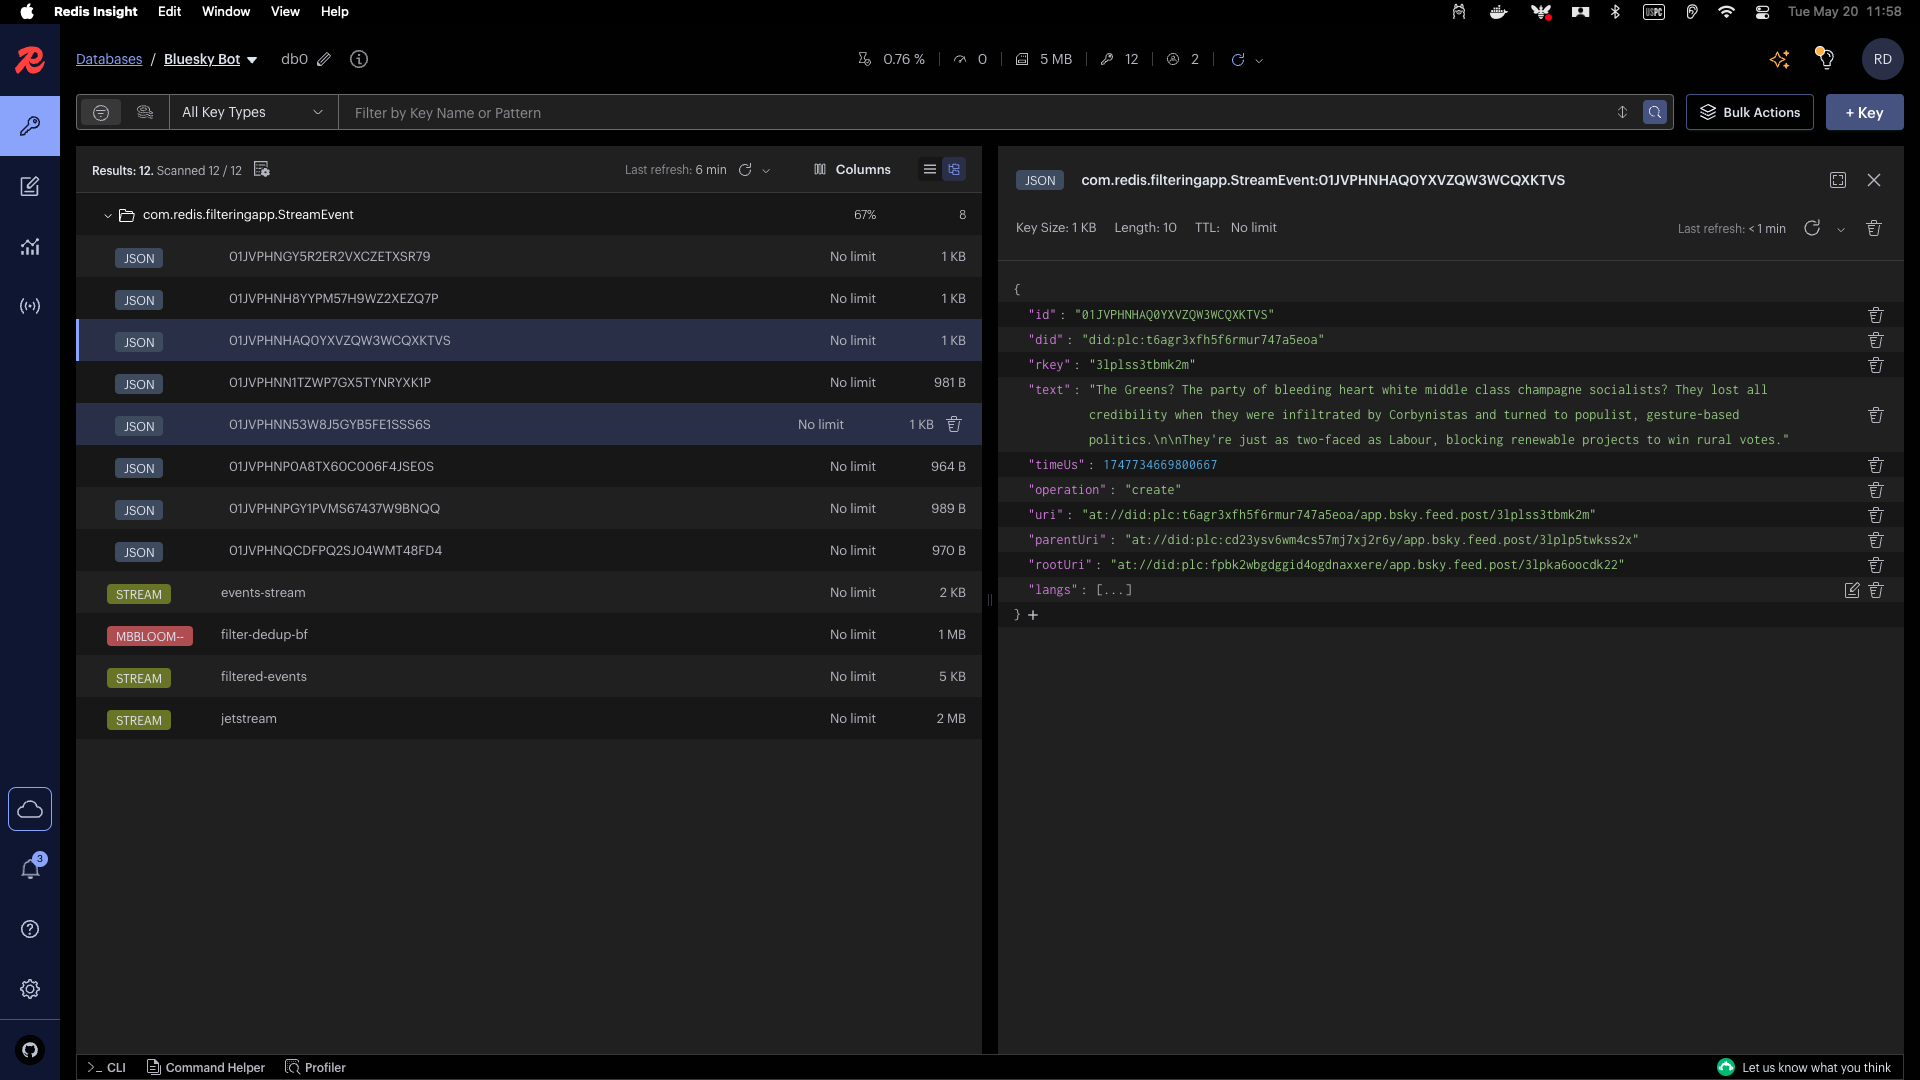 Redis Insight Edit Window View Help
USPC
Tue May 20 11:58
Databases / Bluesky Bot db0
0.76 % 0 5 MB 12 2
RD
All Key Types
Filter by Key Name or Pattern
Bulk Actions
+ Key
Results: 12. Scanned 12 / 12
Last refresh: 6 min
Columns
com.redis.filteringapp.StreamEvent 67% 8
JSON 01JVPHNGY5R2ER2VXCZETXSR79 No limit 1 KB
JSON 01JVPHNH8YYPM57H9WZ2XEZQ7P No limit 1 KB
JSON 01JVPHNHAQ0YXVZQW3WCQXKTVS No limit 1 KB
JSON 01JVPHNN1TZWP7GX5TYNRYXK1P No limit 981 B
JSON 01JVPHNN53W8J5GYB5FE1SSS6S No limit 1 KB
JSON 01JVPHNP0A8TX60C006F4JSE0S No limit 964 B
JSON 01JVPHNPGY1PVMS67437W9BNQQ No limit 989 B
JSON 01JVPHNQCDFPQ2SJ04WMT48FD4 No limit 970 B
STREAM events-stream No limit 2 KB
MBBLOOM-- filter-dedup-bf No limit 1 MB
STREAM filtered-events No limit 5 KB
STREAM jetstream No limit 2 MB
JSON com.redis.filteringapp.StreamEvent:01JVPHNHAQ0YXVZQW3WCQXKTVS
Key Size: 1 KB Length: 10 TTL: No limit
Last refresh: < 1 min
{
"id" : "01JVPHNHAQ0YXVZQW3WCQXKTVS"
"did" : "did:plc:t6agr3xfh5f6rmur747a5eoa"
"rkey" : "3lplss3tbmk2m"
"text" : "The Greens? The party of bleeding heart white middle class champagne socialists? They lost all
credibility when they were infiltrated by Corbynistas and turned to populist, gesture-based
politics.\n\nThey're just as two-faced as Labour, blocking renewable projects to win rural votes."
"timeUs" : 1747734669800667
"operation" : "create"
"uri" : "at://did:plc:t6agr3xfh5f6rmur747a5eoa/app.bsky.feed.post/3lplss3tbmk2m"
"parentUri" : "at://did:plc:cd23ysv6wm4cs57mj7xj2r6y/app.bsky.feed.post/3lplp5twkss2x"
"rootUri" : "at://did:plc:fpbk2wbgdggid4ogdnaxxere/app.bsky.feed.post/3lpka6oocdk22"
"langs" : [...]
} +
3
>_ CLI
Command Helper
Profiler
Let us know what you think